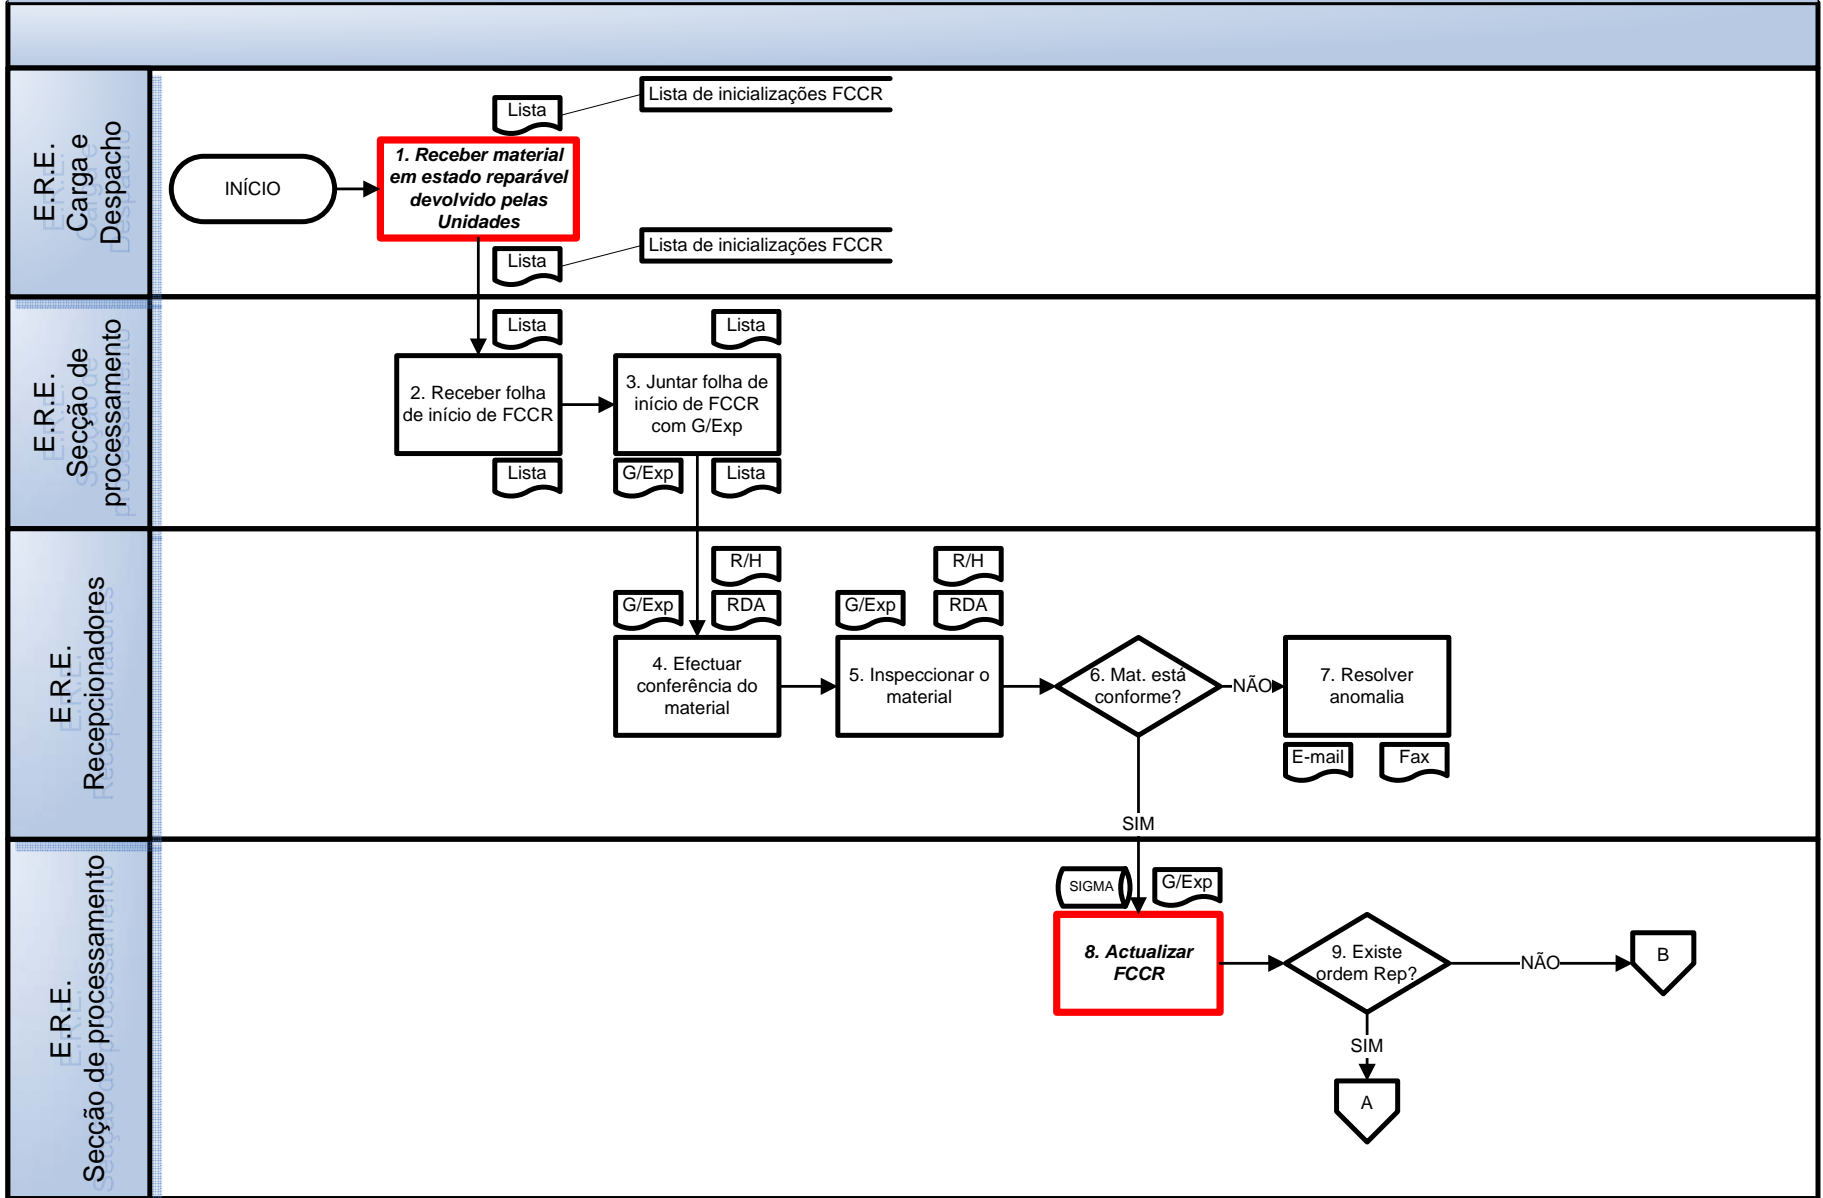 E.R.E.
Carga e
Despacho
Lista
Lista de inicializações FCCR
INÍCIO
1. Receber material
em estado reparável
devolvido pelas
Unidades
Lista
Lista de inicializações FCCR
E.R.E.
Secção de
processamento
Lista
Lista
2. Receber folha
de início de FCCR
3. Juntar folha de
início de FCCR
com G/Exp
Lista
G/Exp
Lista
E.R.E.
Recepcionadores
R/H
R/H
G/Exp
RDA
G/Exp
RDA
4. Efectuar
conferência do
material
5. Inspeccionar o
material
6. Mat. está
conforme?
NÃO
7. Resolver
anomalia
E-mail
Fax
SIM
E.R.E.
Secção de processamento
SIGMA
G/Exp
8. Actualizar
FCCR
9. Existe
ordem Rep?
NÃO
B
SIM
A